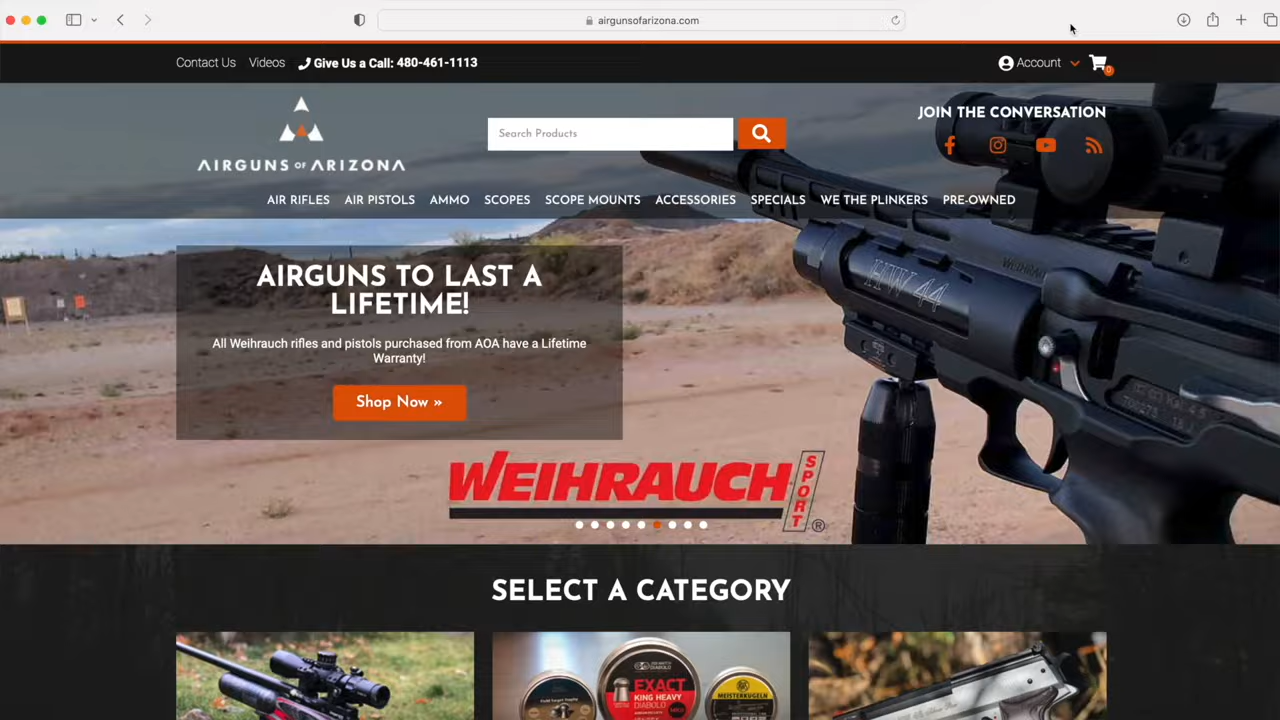 airgunsofarizona.com
Contact Us Videos Give Us a Call: 480-461-1113
Account
0
AIRGUNS OF ARIZONA
Search Products
JOIN THE CONVERSATION
AIR RIFLES AIR PISTOLS AMMO SCOPES SCOPE MOUNTS ACCESSORIES SPECIALS WE THE PLINKERS PRE-OWNED
AIRGUNS TO LAST A
LIFETIME!
All Weihrauch rifles and pistols purchased from AOA have a Lifetime
Warranty!
Shop Now »
HW 44
WEIHRAUCH
SPORT
®
SELECT A CATEGORY
EXACT
KING HEAVY
DIABOLO
MEISTERKUGELN